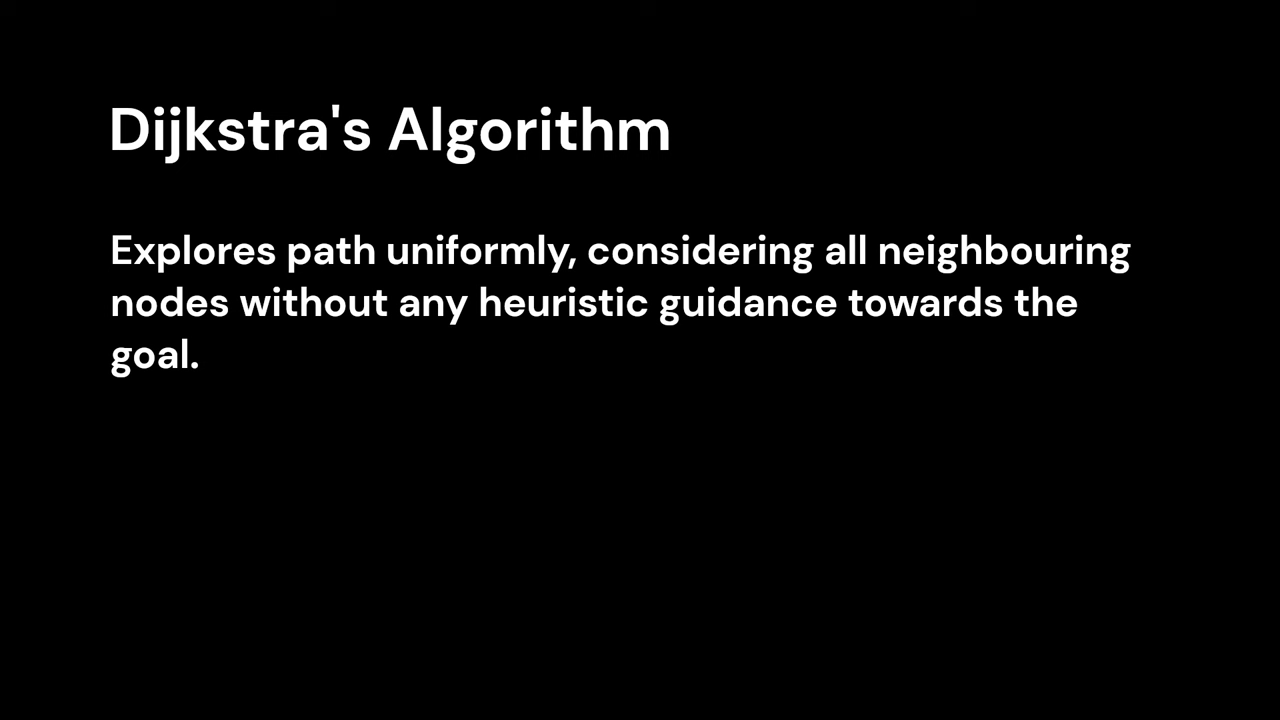 Dijkstra's Algorithm
Explores path uniformly, considering all neighbouring
nodes without any heuristic guidance towards the
goal.